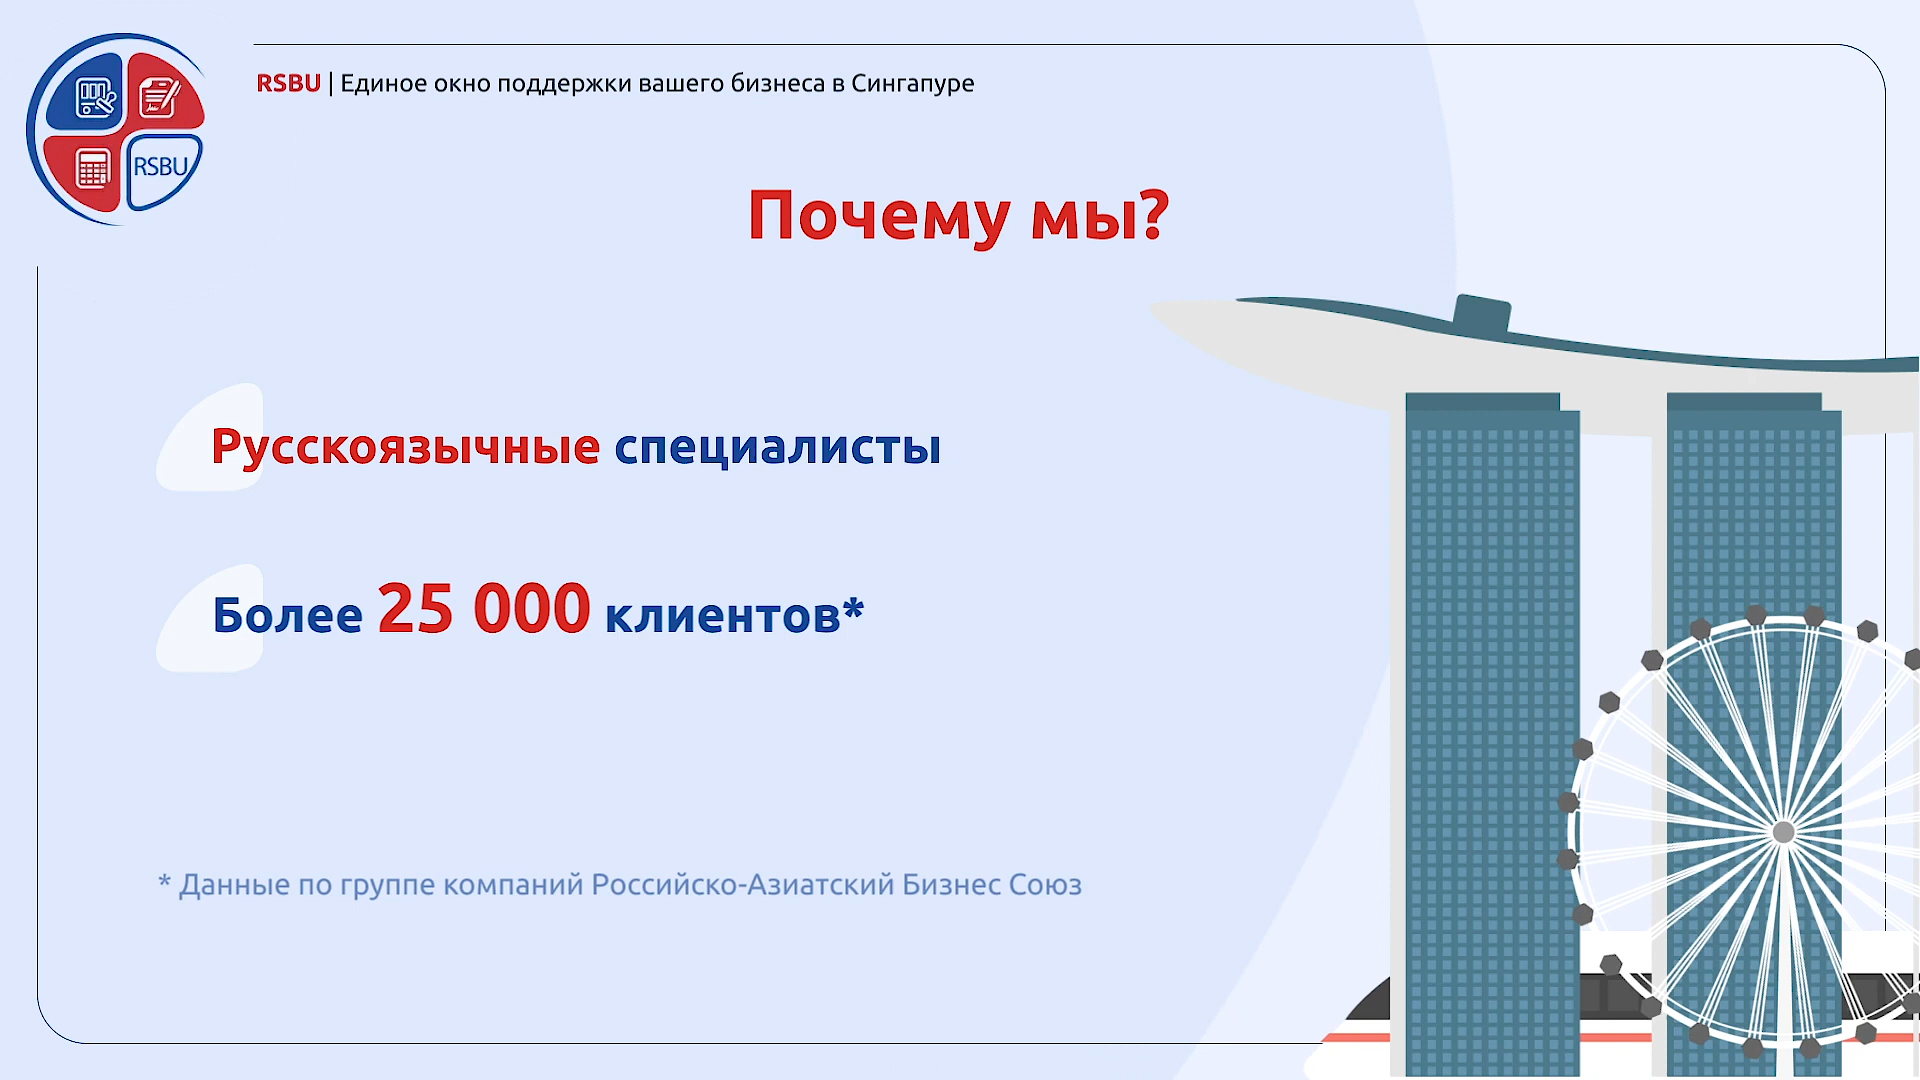 RSBU | Единое окно поддержки вашего бизнеса в Сингапуре
RSBU
Почему мы?
Русскоязычные специалисты
Более 25 000 клиентов*
* Данные по группе компаний Российско-Азиатский Бизнес Союз